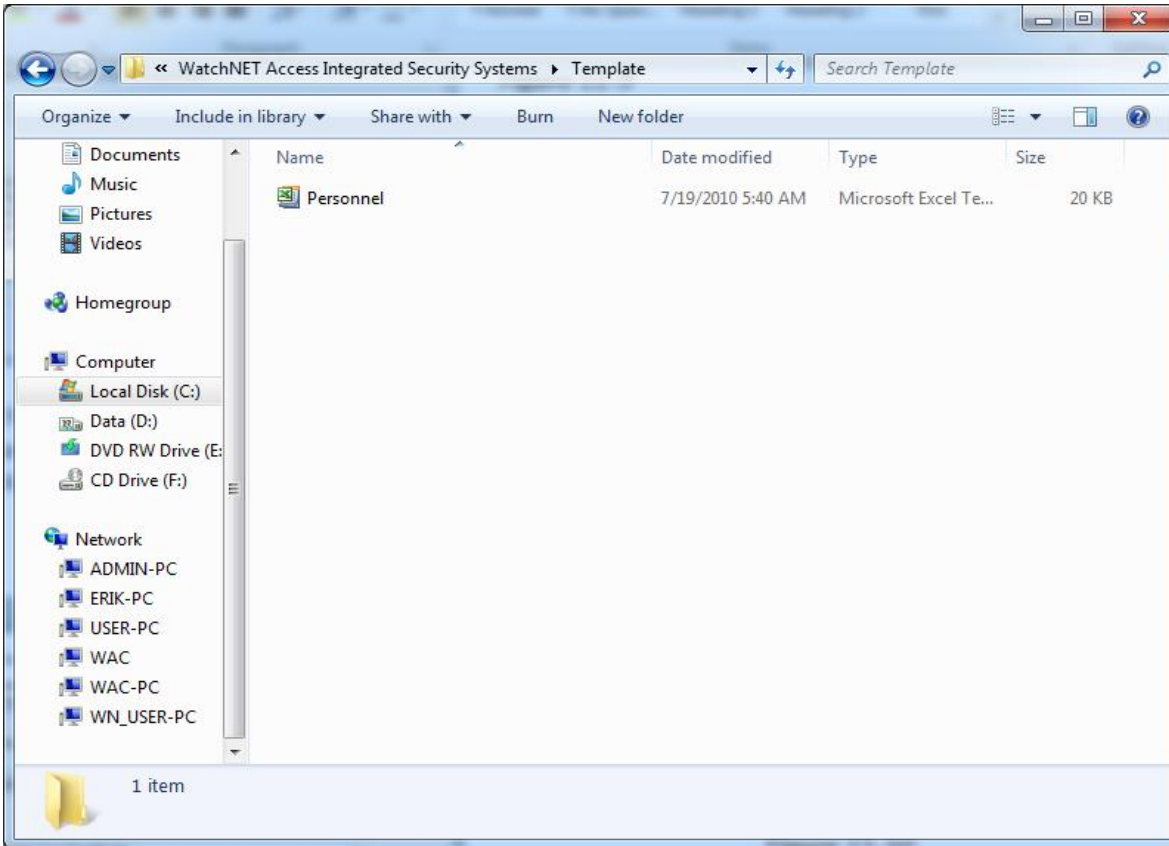 « WatchNET Access Integrated Security Systems ▸ Template
Search Template
Organize Include in library Share with Burn New folder
Documents
Music
Pictures
Videos
Homegroup
Computer
Local Disk (C:)
Data (D:)
DVD RW Drive (E:
CD Drive (F:)
Network
ADMIN-PC
ERIK-PC
USER-PC
WAC
WAC-PC
WN_USER-PC
Name Date modified Type Size
Personnel 7/19/2010 5:40 AM Microsoft Excel Te... 20 KB
1 item